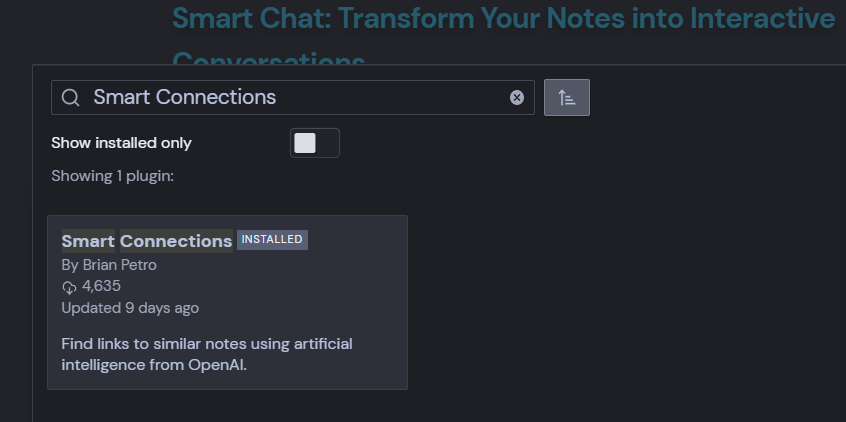 Smart Chat: Transform Your Notes into Interactive
Conversations
Smart Connections
Show installed only
Showing 1 plugin:
Smart Connections INSTALLED
By Brian Petro
4,635
Updated 9 days ago
Find links to similar notes using artificial
intelligence from OpenAI.